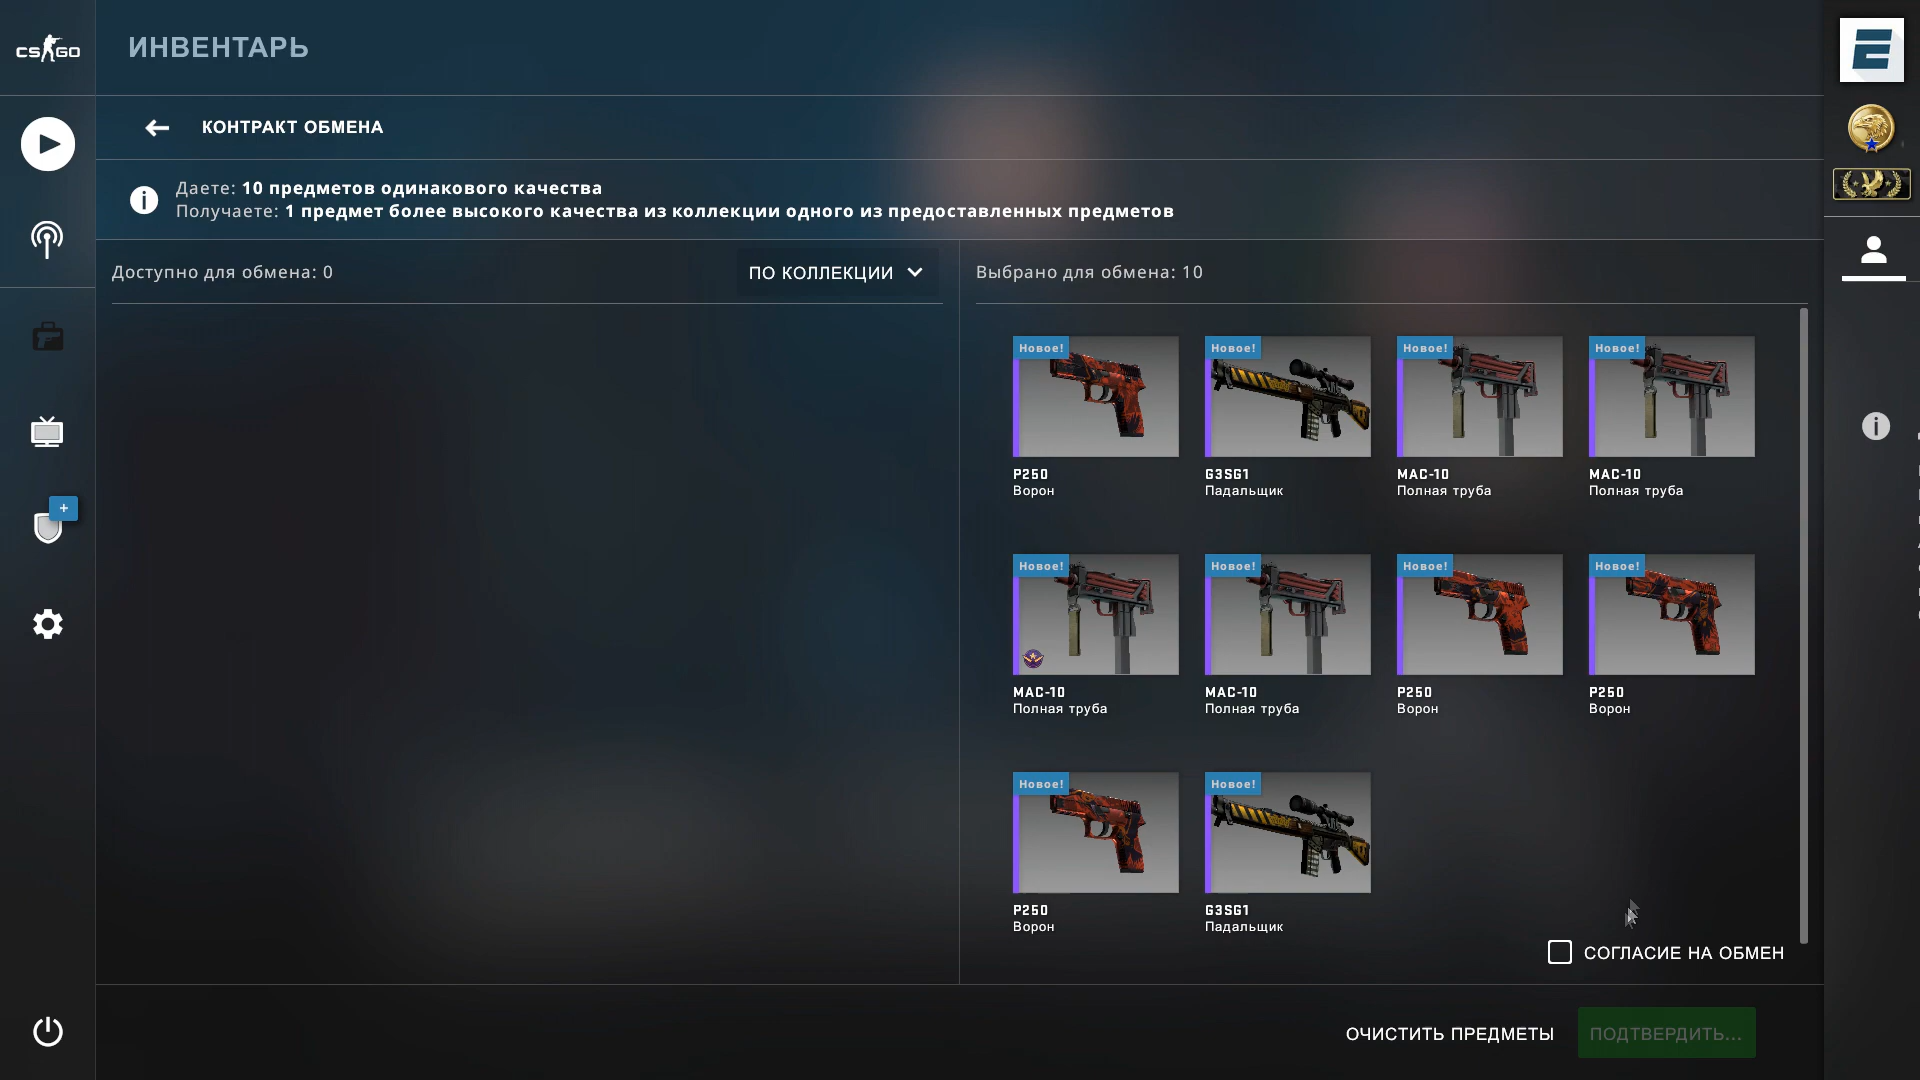 CS GO
ИНВЕНТАРЬ
КОНТРАКТ ОБМЕНА
Даете: 10 предметов одинакового качества
Получаете: 1 предмет более высокого качества из коллекции одного из предоставленных предметов
Доступно для обмена: 0
ПО КОЛЛЕКЦИИ
Выбрано для обмена: 10
Новое!
Новое!
Новое!
Новое!
P250
Ворон
G3SG1
Падальщик
MAC-10
Полная труба
MAC-10
Полная труба
Новое!
Новое!
Новое!
Новое!
MAC-10
Полная труба
MAC-10
Полная труба
P250
Ворон
P250
Ворон
Новое!
Новое!
P250
Ворон
G3SG1
Падальщик
СОГЛАСИЕ НА ОБМЕН
ОЧИСТИТЬ ПРЕДМЕТЫ
ПОДТВЕРДИТЬ...